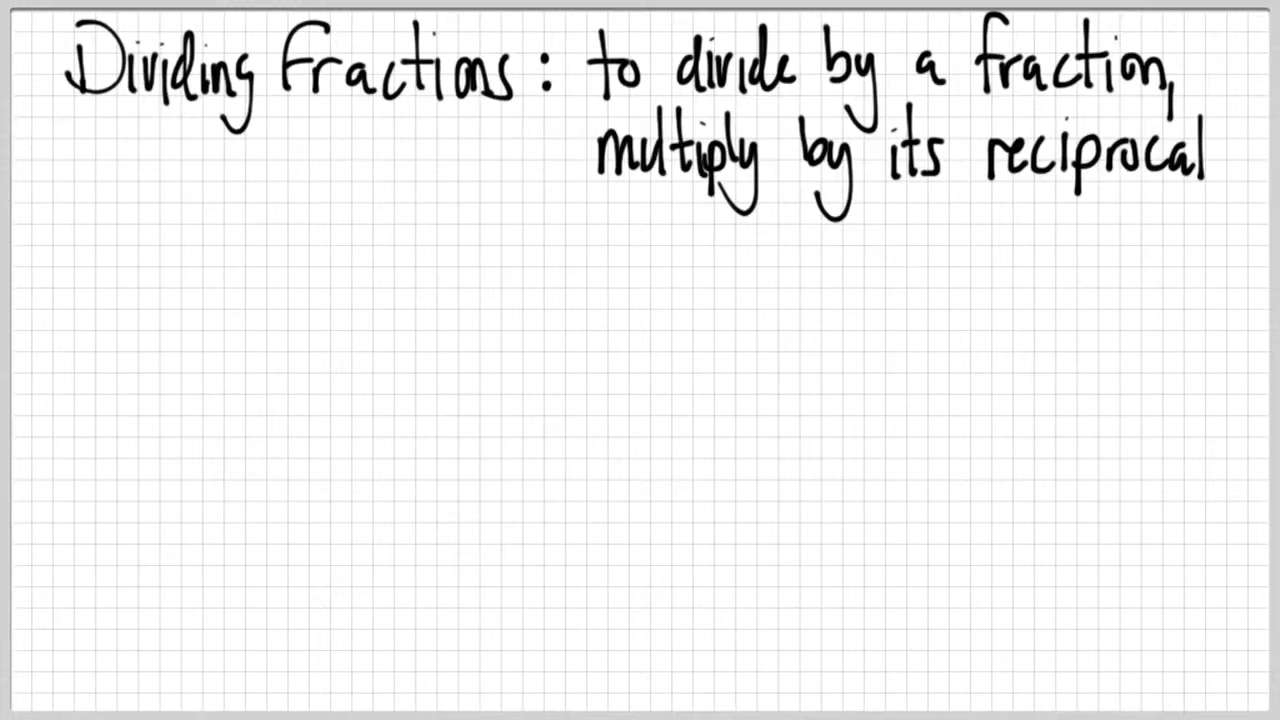 Dividing Fractions: to divide by a fraction,
multiply by its reciprocal